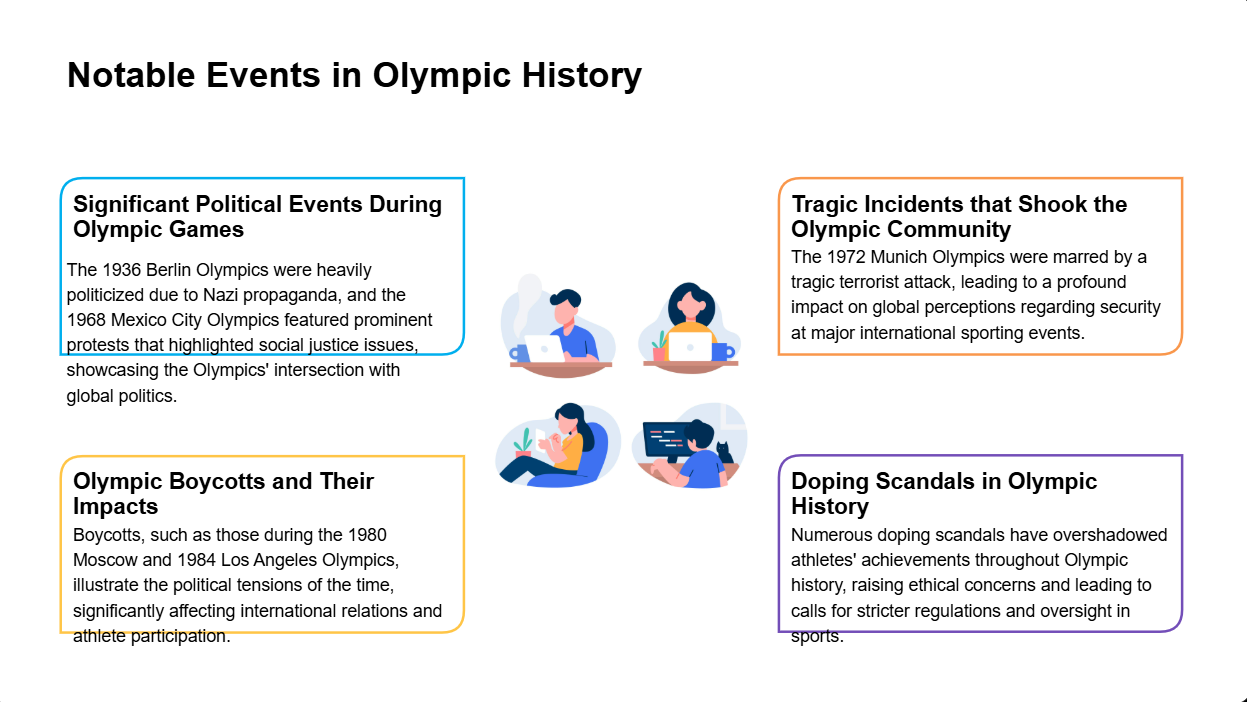 Notable Events in Olympic History
Significant Political Events During
Olympic Games
The 1936 Berlin Olympics were heavily
politicized due to Nazi propaganda, and the
1968 Mexico City Olympics featured prominent
protests that highlighted social justice issues,
showcasing the Olympics' intersection with
global politics.
Tragic Incidents that Shook the
Olympic Community
The 1972 Munich Olympics were marred by a
tragic terrorist attack, leading to a profound
impact on global perceptions regarding security
at major international sporting events.
Olympic Boycotts and Their
Impacts
Boycotts, such as those during the 1980
Moscow and 1984 Los Angeles Olympics,
illustrate the political tensions of the time,
significantly affecting international relations and
athlete participation.
Doping Scandals in Olympic
History
Numerous doping scandals have overshadowed
athletes' achievements throughout Olympic
history, raising ethical concerns and leading to
calls for stricter regulations and oversight in
sports.